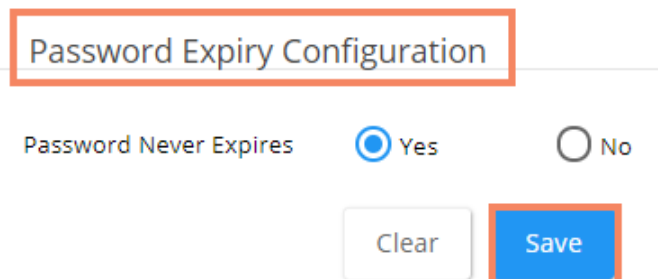 Password Expiry Configuration
Password Never Expires Yes No
Clear Save